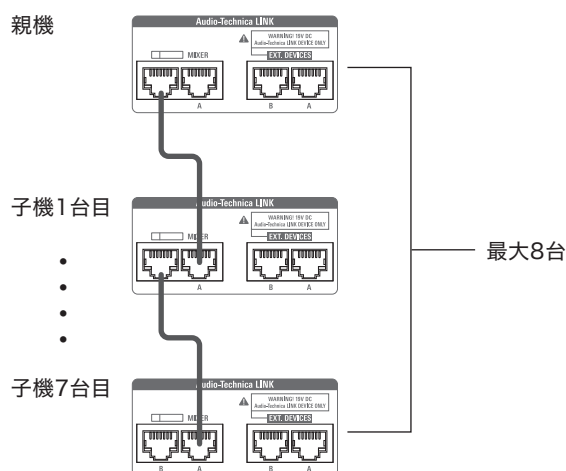 親機
Audio-Technica LINK
WARNING! 19V DC
Audio-Technica LINK DEVICE ONLY
MIXER
EXT. DEVICES
A
B
A
子機1台目
Audio-Technica LINK
WARNING! 19V DC
Audio-Technica LINK DEVICE ONLY
MIXER
EXT. DEVICES
A
B
A
最大8台
子機7台目
Audio-Technica LINK
WARNING! 19V DC
Audio-Technica LINK DEVICE ONLY
MIXER
EXT. DEVICES
B
A
B
A